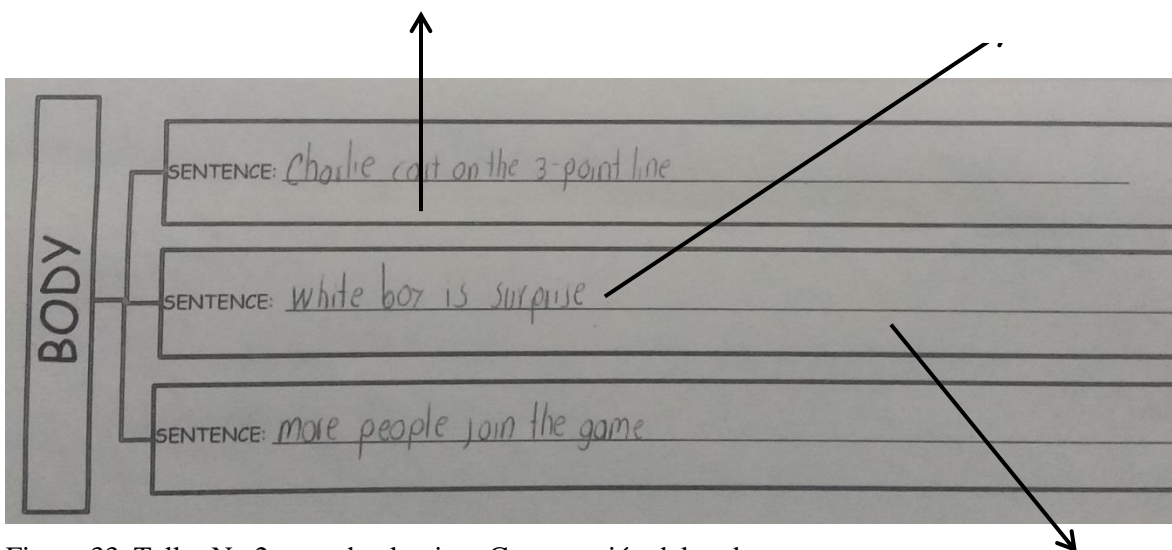 SENTENCE: Charlie cart on the 3-point line
BODY
SENTENCE: White boy is surprise
SENTENCE: more people join the game